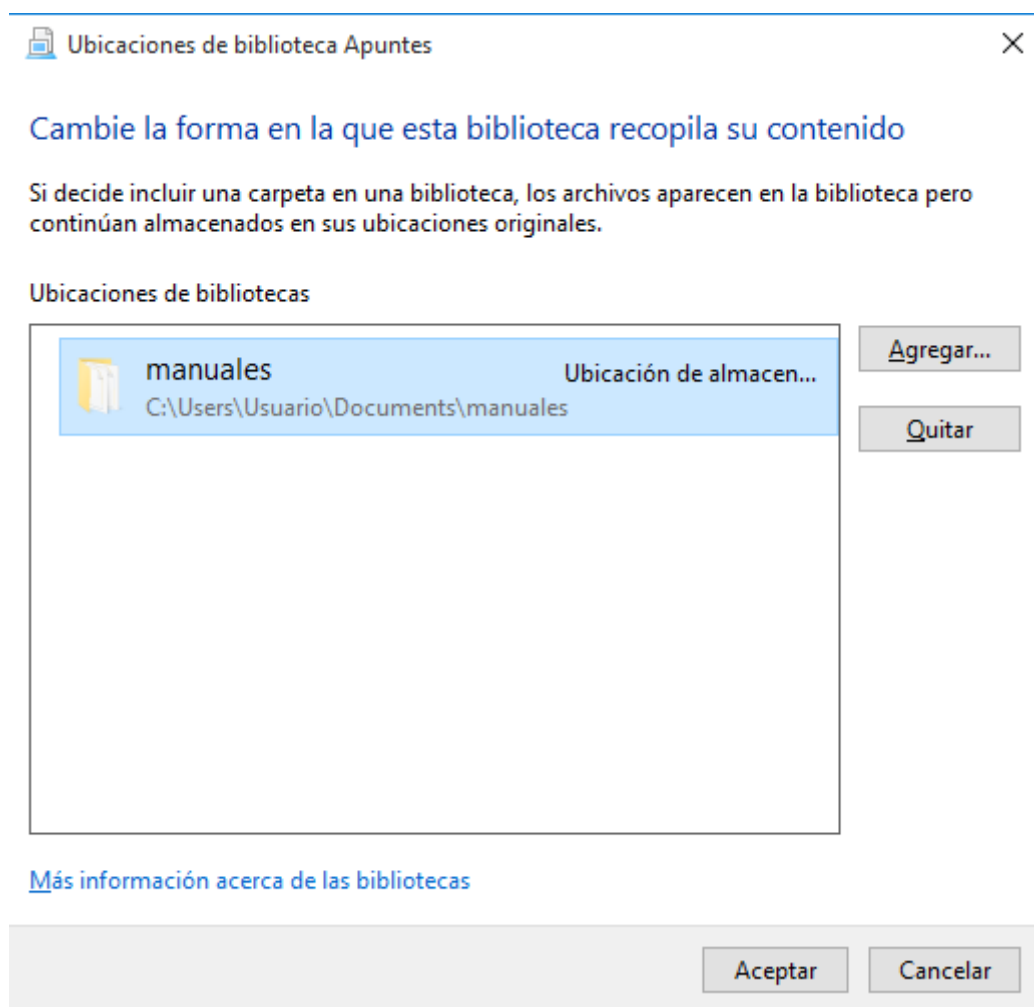 Ubicaciones de biblioteca Apuntes
Cambie la forma en la que esta biblioteca recopila su contenido
Si decide incluir una carpeta en una biblioteca, los archivos aparecen en la biblioteca pero
continúan almacenados en sus ubicaciones originales.
Ubicaciones de bibliotecas
manuales
Ubicación de almacen...
C:\Users\Usuario\Documents\manuales
Agregar...
Quitar
Más información acerca de las bibliotecas
Aceptar
Cancelar